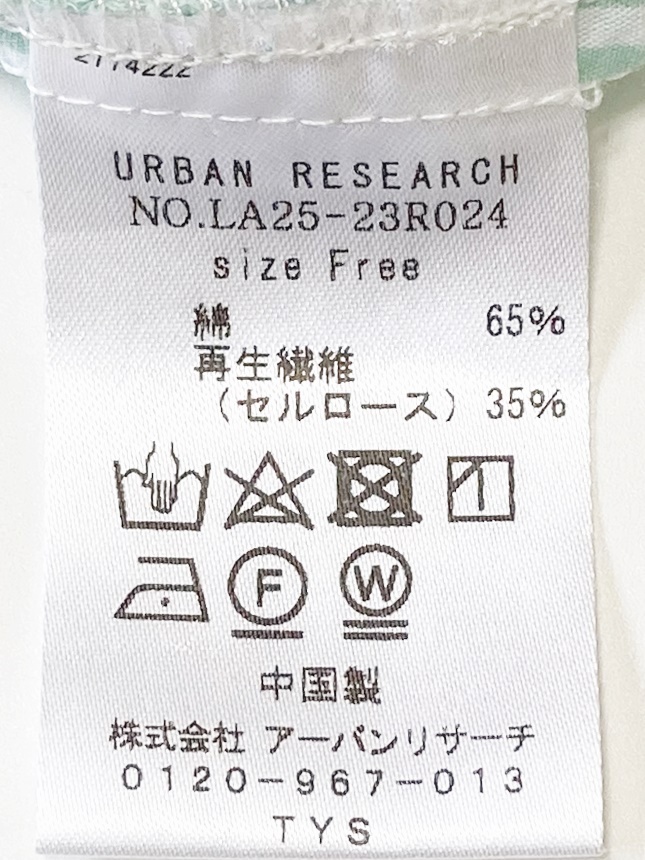 URBAN RESEARCH
NO.LA25-23R024
size Free
綿 65%
再生繊維
（セルロース） 35%
F W
中国製
株式会社 アーバンリサーチ
0120-967-013
TYS